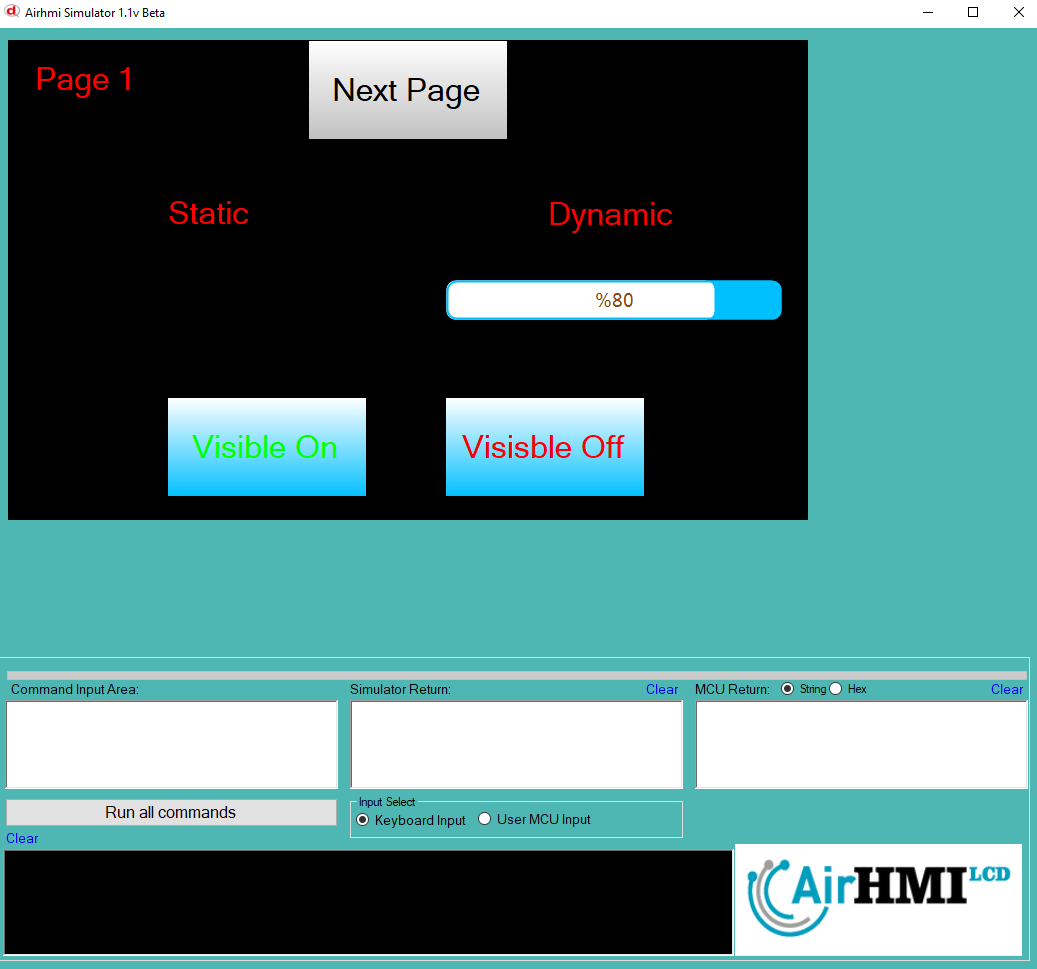 Airhmi Simulator 1.1v Beta
Page 1
Next Page
Static
Dynamic
%80
Visible On
Visisble Off
Command Input Area:
Simulator Return:
Clear
MCU Return:
String
Hex
Clear
Run all commands
Input Select
Keyboard Input
User MCU Input
Clear
AirHMI LCD